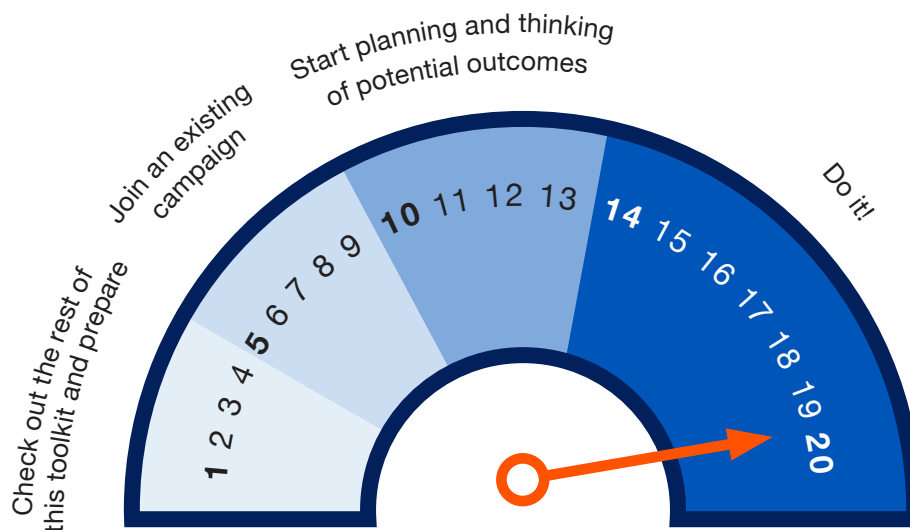 Check out the rest of
this toolkit and prepare
Join an existing
campaign
Start planning and thinking
of potential outcomes
Do it!
1 2 3 4 5 6 7 8 9 10 11 12 13 14 15 16 17 18 19 20